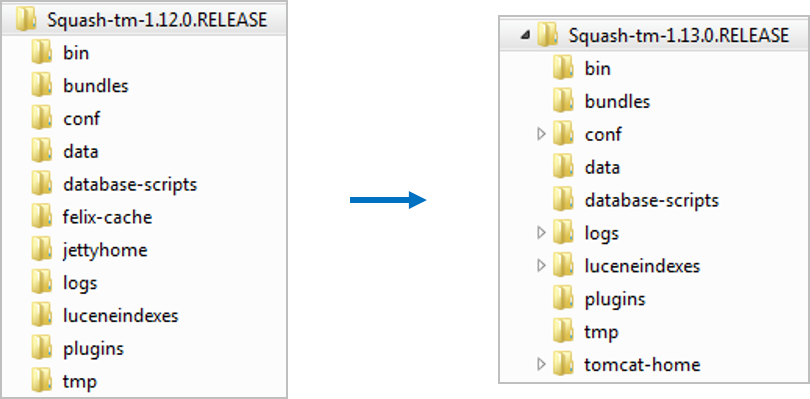 Squash-tm-1.12.0.RELEASE
bin
bundles
conf
data
database-scripts
felix-cache
jettyhome
logs
luceneindexes
plugins
tmp
Squash-tm-1.13.0.RELEASE
bin
bundles
conf
data
database-scripts
logs
luceneindexes
plugins
tmp
tomcat-home